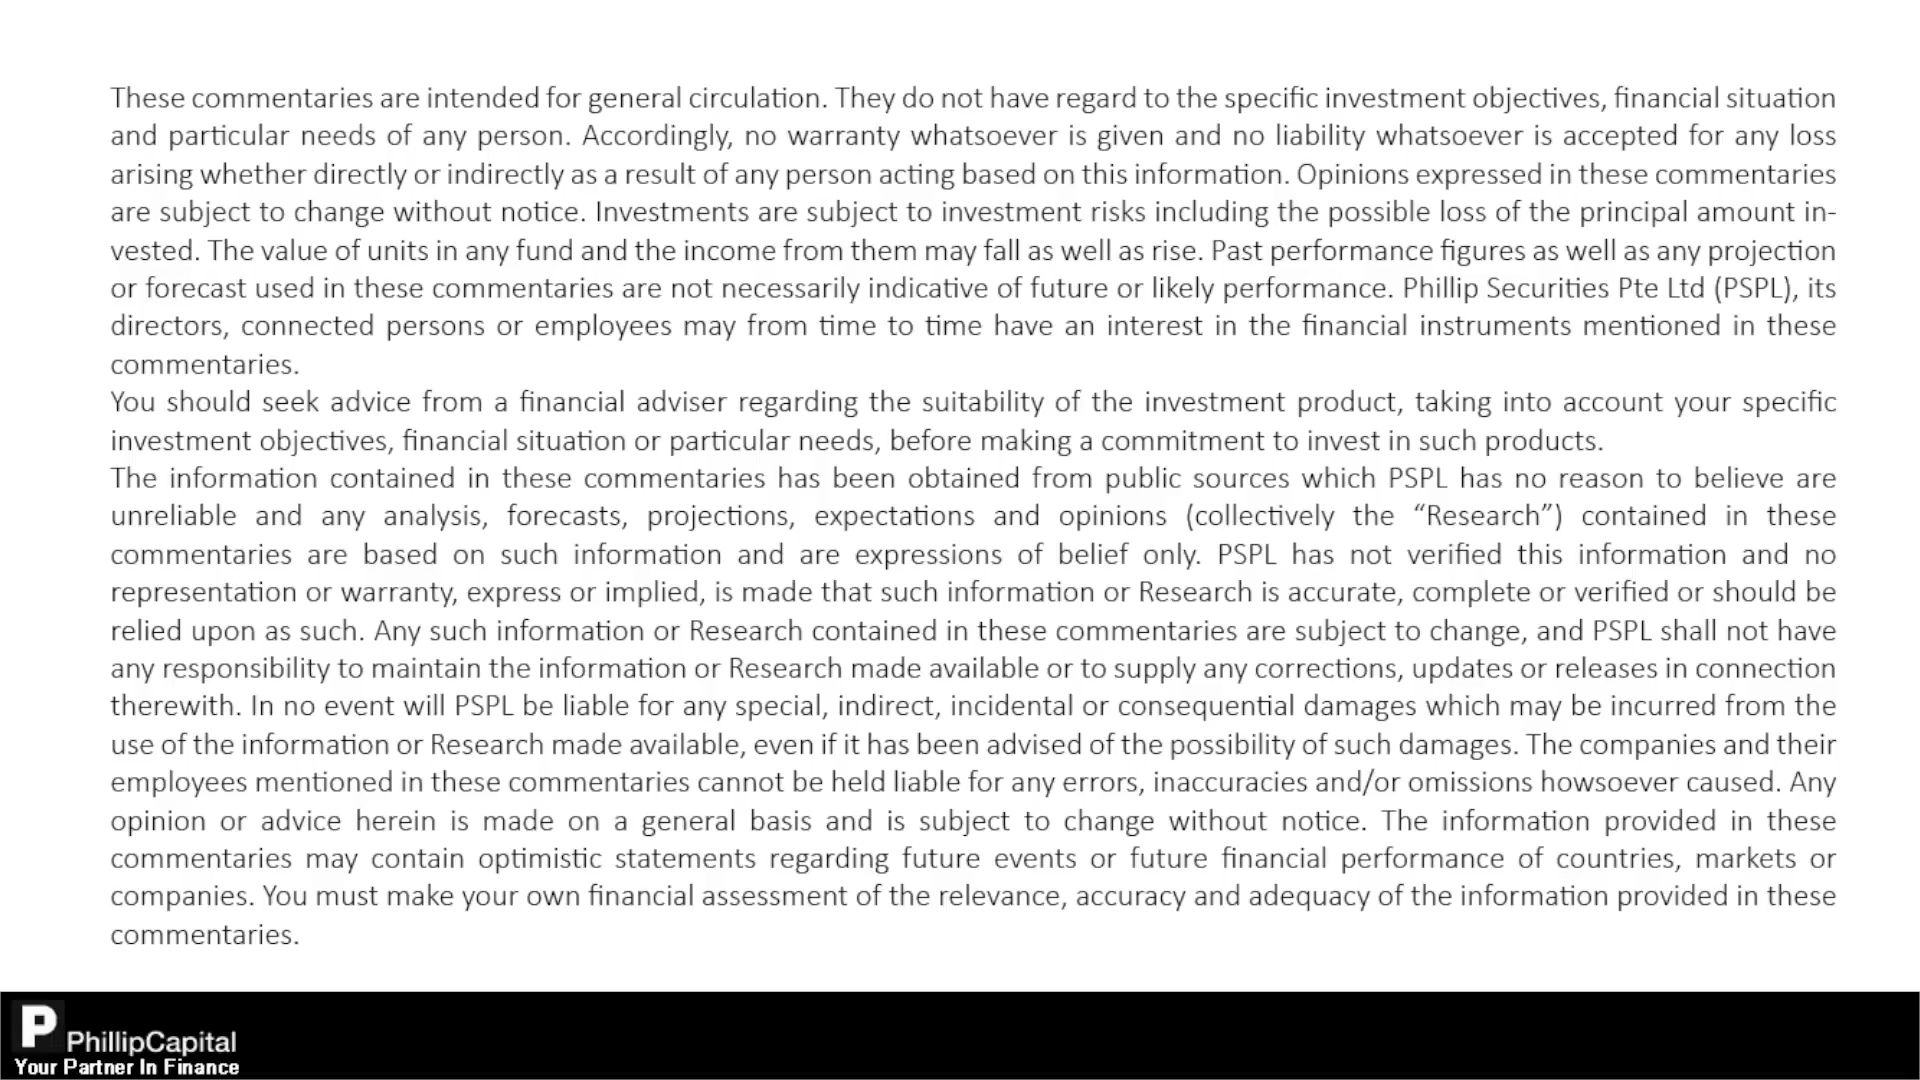 These commentaries are intended for general circulation. They do not have regard to the specific investment objectives, financial situation
and particular needs of any person. Accordingly, no warranty whatsoever is given and no liability whatsoever is accepted for any loss
arising whether directly or indirectly as a result of any person acting based on this information. Opinions expressed in these commentaries
are subject to change without notice. Investments are subject to investment risks including the possible loss of the principal amount in-
vested. The value of units in any fund and the income from them may fall as well as rise. Past performance figures as well as any projection
or forecast used in these commentaries are not necessarily indicative of future or likely performance. Phillip Securities Pte Ltd (PSPL), its
directors, connected persons or employees may from time to time have an interest in the financial instruments mentioned in these
commentaries.
You should seek advice from a financial adviser regarding the suitability of the investment product, taking into account your specific
investment objectives, financial situation or particular needs, before making a commitment to invest in such products.
The information contained in these commentaries has been obtained from public sources which PSPL has no reason to believe are
unreliable and any analysis, forecasts, projections, expectations and opinions (collectively the “Research”) contained in these
commentaries are based on such information and are expressions of belief only. PSPL has not verified this information and no
representation or warranty, express or implied, is made that such information or Research is accurate, complete or verified or should be
relied upon as such. Any such information or Research contained in these commentaries are subject to change, and PSPL shall not have
any responsibility to maintain the information or Research made available or to supply any corrections, updates or releases in connection
therewith. In no event will PSPL be liable for any special, indirect, incidental or consequential damages which may be incurred from the
use of the information or Research made available, even if it has been advised of the possibility of such damages. The companies and their
employees mentioned in these commentaries cannot be held liable for any errors, inaccuracies and/or omissions howsoever caused. Any
opinion or advice herein is made on a general basis and is subject to change without notice. The information provided in these
commentaries may contain optimistic statements regarding future events or future financial performance of countries, markets or
companies. You must make your own financial assessment of the relevance, accuracy and adequacy of the information provided in these
commentaries.
P PhillipCapital
Your Partner In Finance